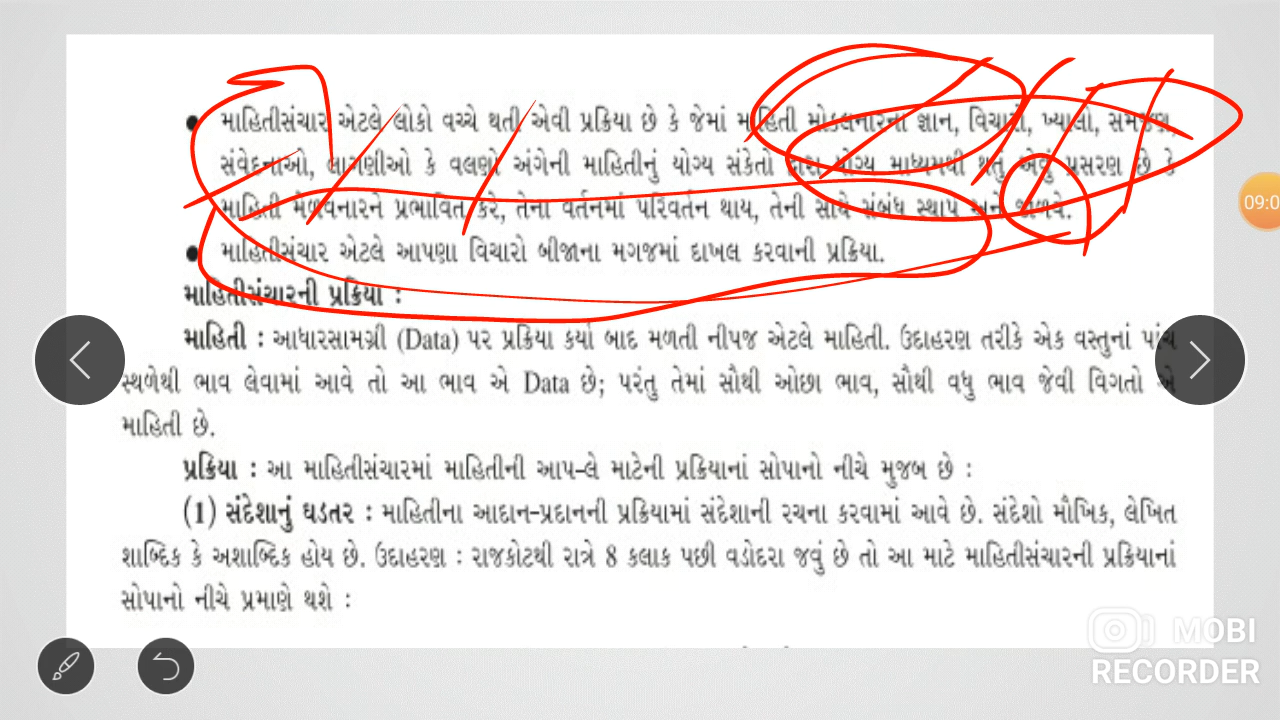 ● માહિતીસંચાર એટલે લોકો વચ્ચે થતી એવી પ્રક્રિયા છે કે જેમાં માહિતી મોકલનારના જ્ઞાન, વિચારો, ખ્યાલો, સમજણ,
સંવેદનાઓ, લાગણીઓ કે વલણો અંગેની માહિતીનું યોગ્ય સંકેતો દ્વારા યોગ્ય માધ્યમથી થતું એવું પ્રસરણ છે કે
માહિતી મેળવનારને પ્રભાવિત કરે, તેના વર્તનમાં પરિવર્તન થાય, તેની સાથે સંબંધ સ્થાપે અને જાળવે.
● માહિતીસંચાર એટલે આપણા વિચારો બીજાના મગજમાં દાખલ કરવાની પ્રક્રિયા.
માહિતીસંચારની પ્રક્રિયા :
માહિતી : આધારસામગ્રી (Data) પર પ્રક્રિયા કર્યા બાદ મળતી નીપજ એટલે માહિતી. ઉદાહરણ તરીકે એક વસ્તુનાં પાંચ
સ્થળેથી ભાવ લેવામાં આવે તો આ ભાવ એ Data છે; પરંતુ તેમાં સૌથી ઓછા ભાવ, સૌથી વધુ ભાવ જેવી વિગતો એ
માહિતી છે.
પ્રક્રિયા : આ માહિતીસંચારમાં માહિતીની આપ-લે માટેની પ્રક્રિયાનાં સોપાનો નીચે મુજબ છે :
(1) સંદેશાનું ઘડતર : માહિતીના આદાન-પ્રદાનની પ્રક્રિયામાં સંદેશાની રચના કરવામાં આવે છે. સંદેશો મૌખિક, લેખિત
શાબ્દિક કે અશાબ્દિક હોય છે. ઉદાહરણ : રાજકોટથી રાત્રે 8 કલાક પછી વડોદરા જવું છે તો આ માટે માહિતીસંચારની પ્રક્રિયાનાં
સોપાનો નીચે પ્રમાણે થશે :
09:0
MOBI
RECORDER